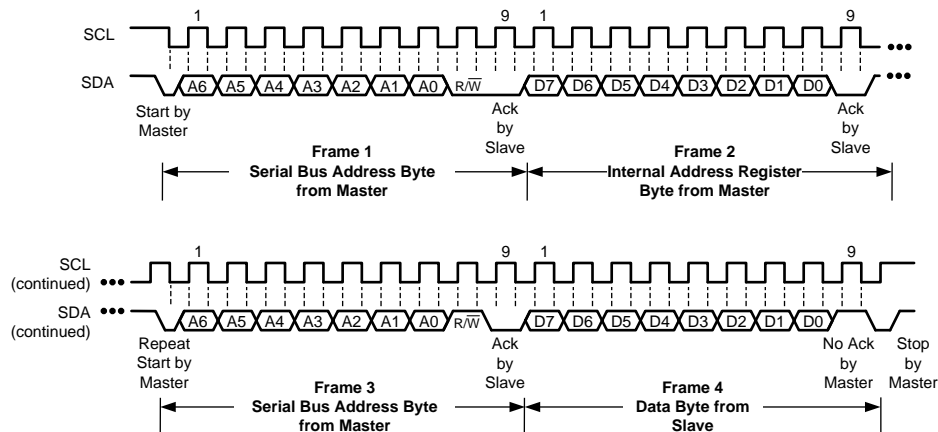 1 9 1 9
SCL
SDA
A6 A5 A4 A3 A2 A1 A0 R/W̅ D7 D6 D5 D4 D3 D2 D1 D0
Start by
Master
Ack
by
Slave
Ack
by
Slave
Frame 1
Serial Bus Address Byte
from Master
Frame 2
Internal Address Register
Byte from Master
1 9 1 9
SCL
(continued)
SDA
(continued)
A6 A5 A4 A3 A2 A1 A0 R/W̅ D7 D6 D5 D4 D3 D2 D1 D0
Repeat
Start by
Master
Ack
by
Slave
No Ack
by
Master
Stop
by
Master
Frame 3
Serial Bus Address Byte
from Master
Frame 4
Data Byte from
Slave